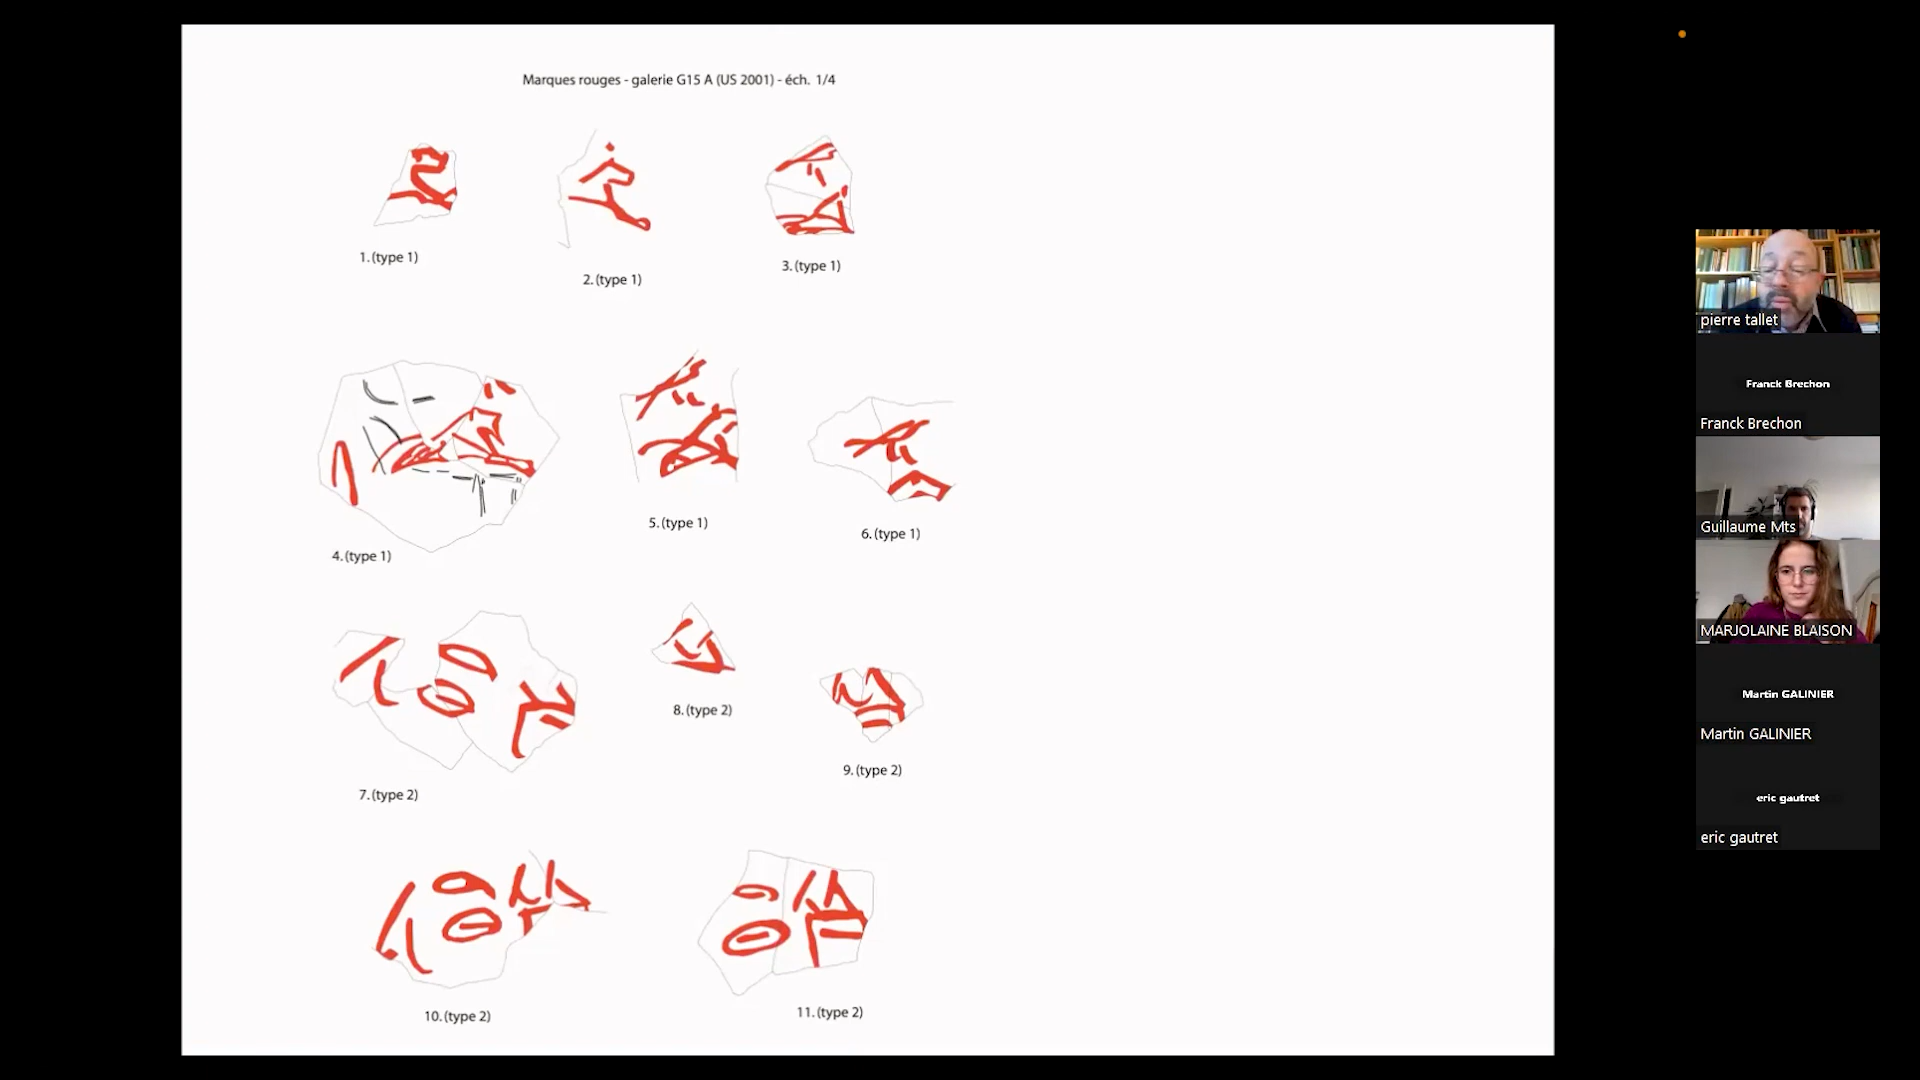 Marques rouges - galerie G15 A (US 2001) - éch. 1/4
1. (type 1)
2. (type 1)
3. (type 1)
4. (type 1)
5. (type 1)
6. (type 1)
7. (type 2)
8. (type 2)
9. (type 2)
10. (type 2)
11. (type 2)
pierre tallet
Franck Brechon
Franck Brechon
Guillaume Mts
MARJOLAINE BLAISON
Martin GALINIER
Martin GALINIER
eric gautret
eric gautret